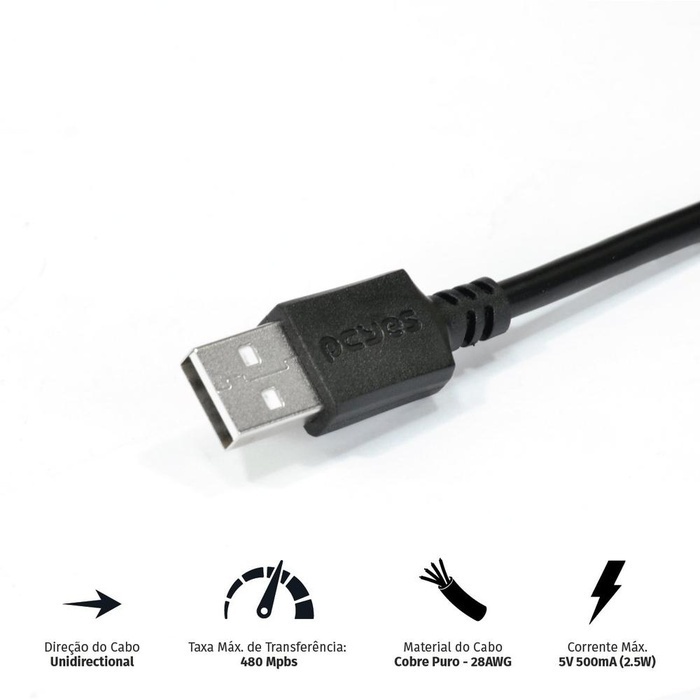 pcyes
Direção do Cabo
Unidirectional
Taxa Máx. de Transferência:
480 Mpbs
Material do Cabo
Cobre Puro - 28AWG
Corrente Máx.
5V 500mA (2.5W)